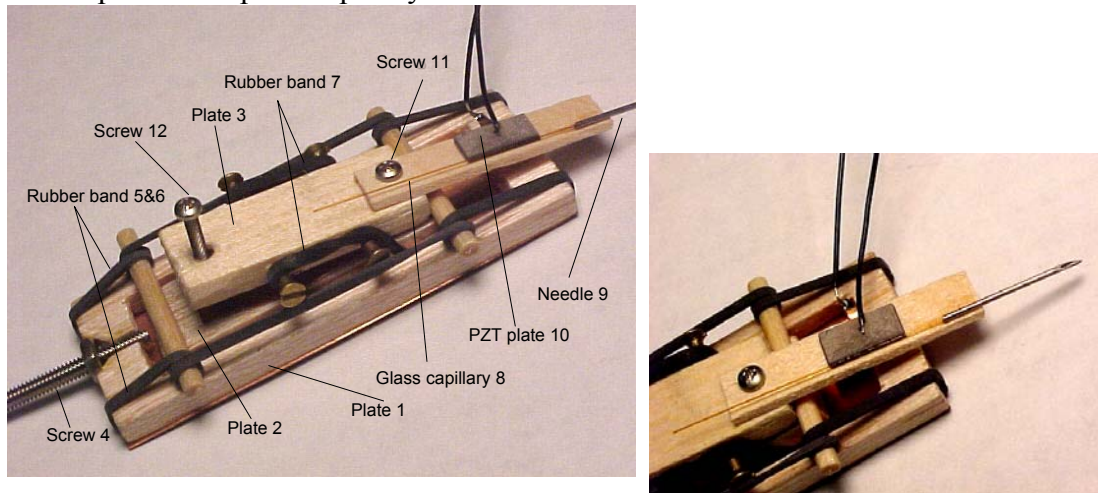 Screw 11
Rubber band 7
Plate 3
Screw 12
Rubber band 5&6
Needle 9
PZT plate 10
Glass capillary 8
Plate 1
Plate 2
Screw 4